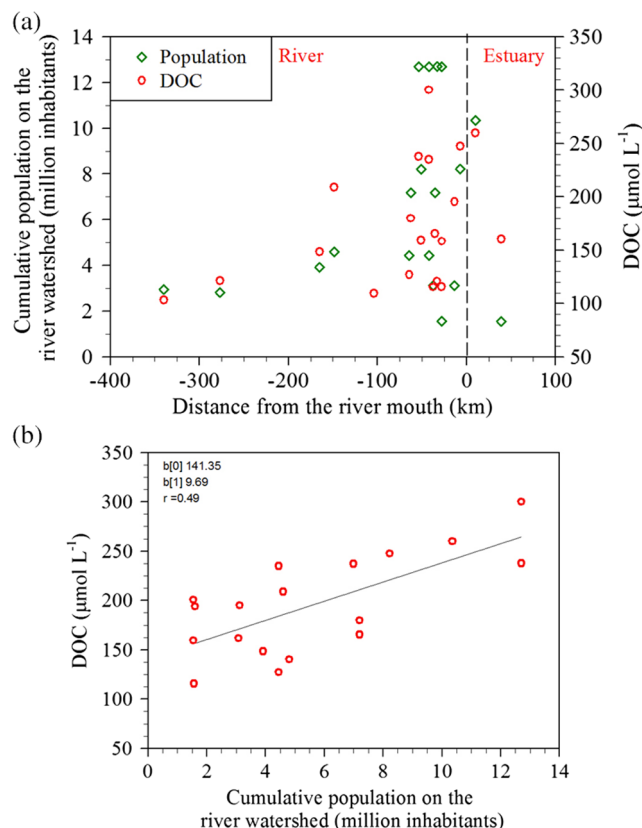 (a)
14
12
10
8
6
4
2
0
Cumulative population on the
river watershed (million inhabitants)
Population
DOC
River
Estuary
350
300
250
200
150
100
50
DOC (μmol L⁻¹)
-400 -300 -200 -100 0 100
Distance from the river mouth (km)
(b)
350
300
250
200
150
100
50
DOC (μmol L⁻¹)
b[0] 141.35
b[1] 9.69
r =0.49
0 2 4 6 8 10 12 14
Cumulative population on the
river watershed (million inhabitants)